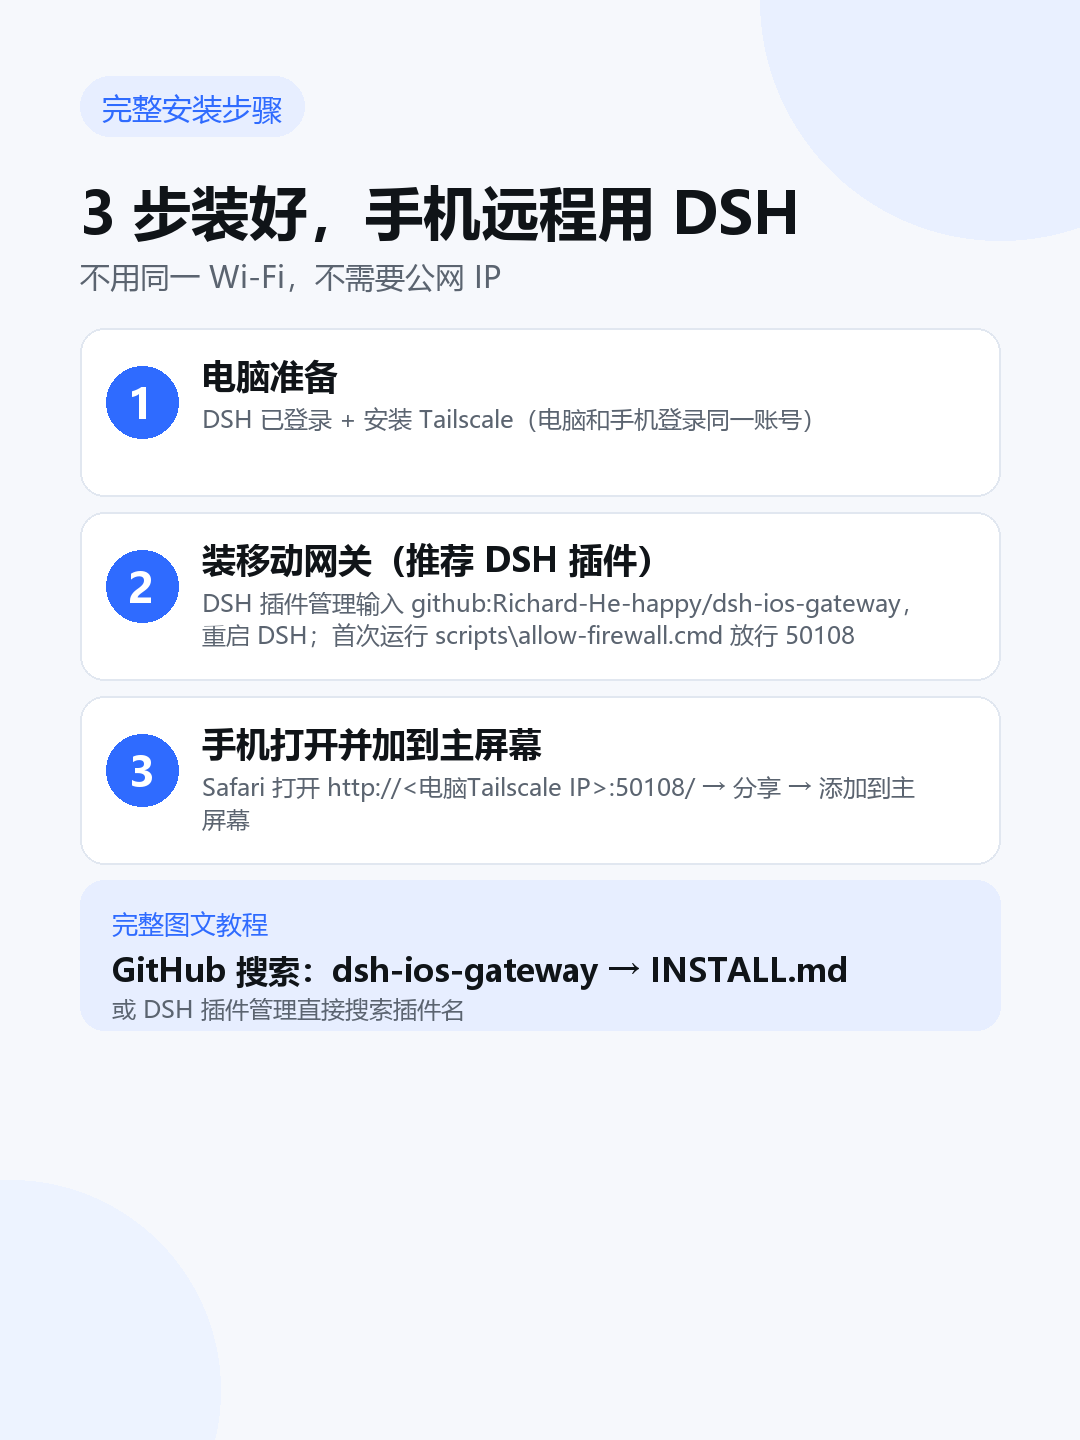 完整安装步骤
3 步装好，手机远程用 DSH
不用同一 Wi-Fi，不需要公网 IP
1
电脑准备
DSH 已登录 + 安装 Tailscale（电脑和手机登录同一账号）
2
装移动网关（推荐 DSH 插件）
DSH 插件管理输入 github:Richard-He-happy/dsh-ios-gateway，
重启 DSH；首次运行 scripts\allow-firewall.cmd 放行 50108
3
手机打开并加到主屏幕
Safari 打开 http://<电脑Tailscale IP>:50108/ → 分享 → 添加到主
屏幕
完整图文教程
GitHub 搜索：dsh-ios-gateway → INSTALL.md
或 DSH 插件管理直接搜索插件名